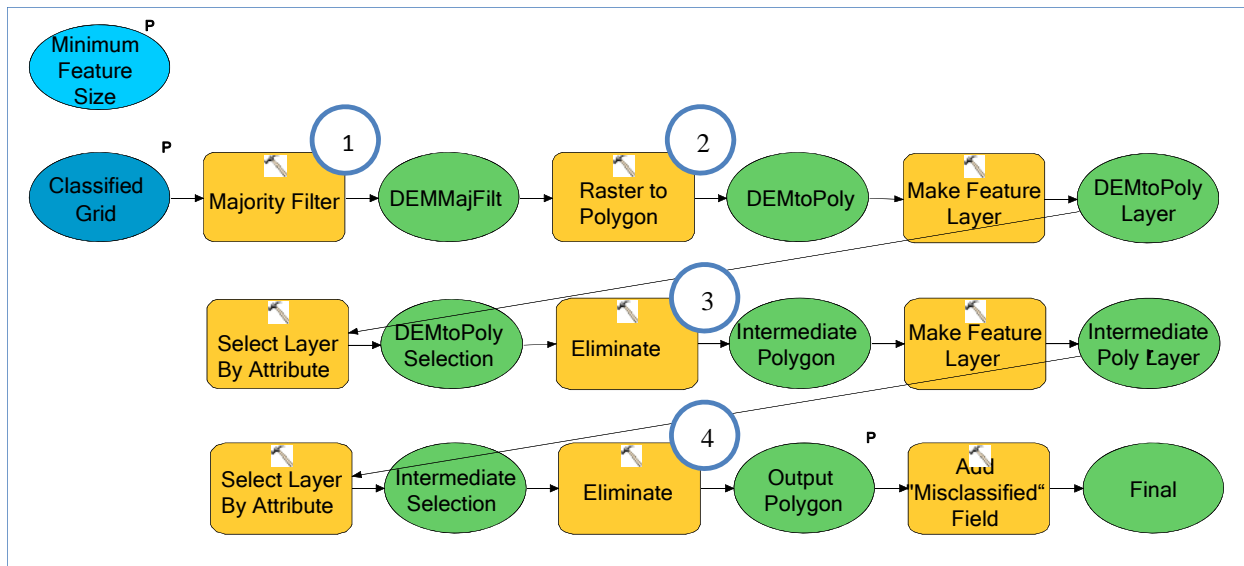 P
Minimum
Feature
Size
P
Classified
Grid
1
Majority Filter
DEMMajFilt
2
Raster to
Polygon
DEMtoPoly
Make Feature
Layer
DEMtoPoly
Layer
Select Layer
By Attribute
DEMtoPoly
Selection
3
Eliminate
Intermediate
Polygon
Make Feature
Layer
Intermediate
Poly Layer
Select Layer
By Attribute
Intermediate
Selection
4
Eliminate
P
Output
Polygon
Add
"Misclassified“
Field
Final